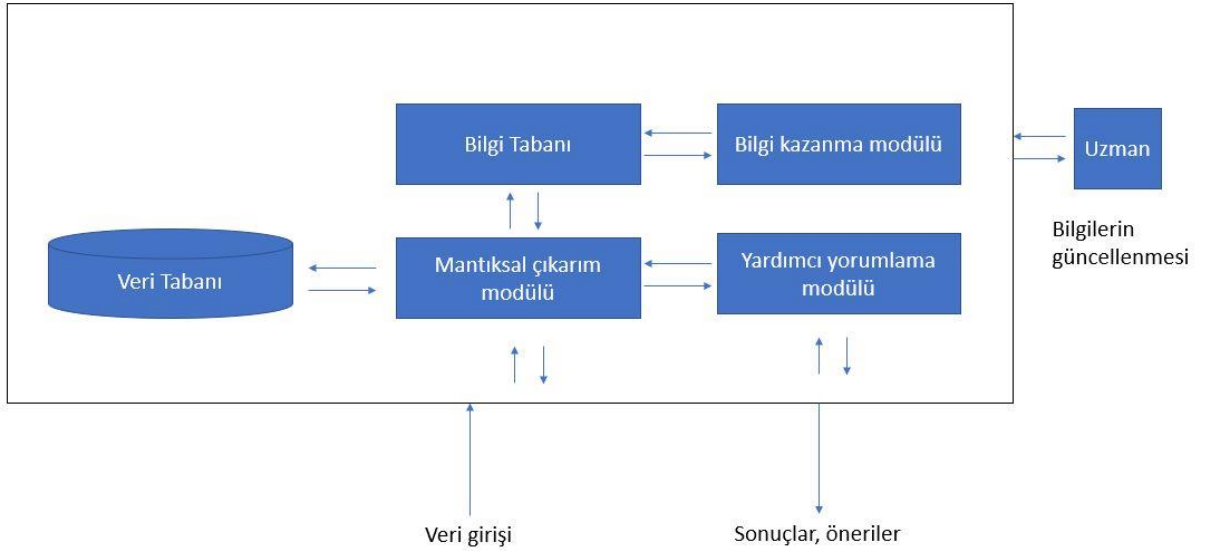 Bilgi Tabanı
Bilgi kazanma modülü
Uzman
Veri Tabanı
Mantıksal çıkarım
modülü
Yardımcı yorumlama
modülü
Bilgilerin
güncellenmesi
Veri girişi
Sonuçlar, öneriler